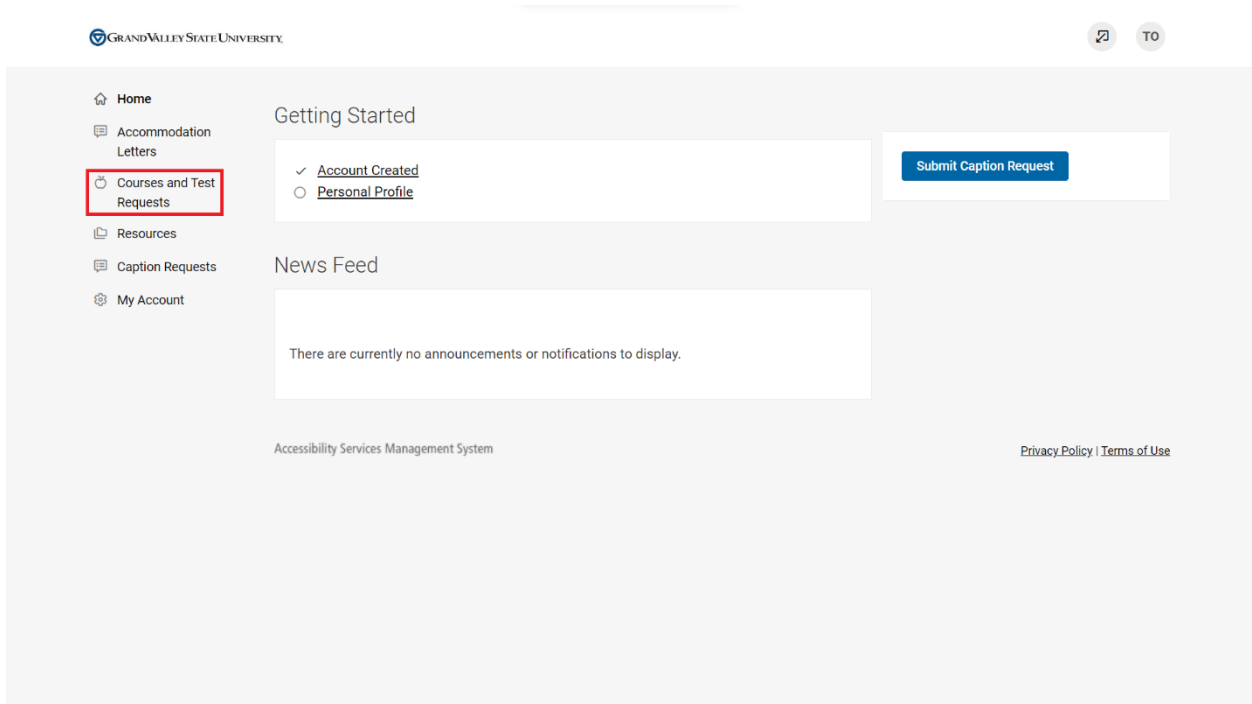 GRAND VALLEY STATE UNIVERSITY.
TO
Home
Accommodation
Letters
Courses and Test
Requests
Resources
Caption Requests
My Account
Getting Started
Account Created
Personal Profile
Submit Caption Request
News Feed
There are currently no announcements or notifications to display.
Accessibility Services Management System
Privacy Policy | Terms of Use